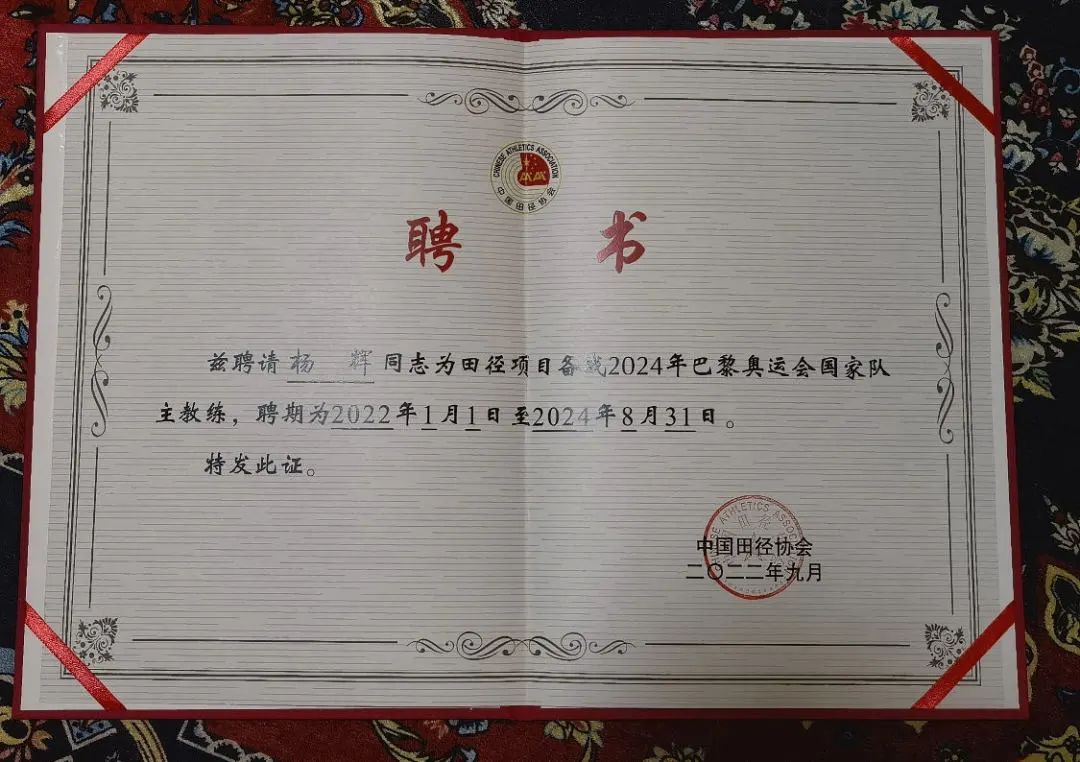 CHINESE ATHLETICS ASSOCIATION
中国田径协会
聘 书
兹聘请 杨 辉 同志为田径项目备战2024年巴黎奥运会国家队
主教练，聘期为2022年1月1日至2024年8月31日。
特发此证。
中国田径协会
二〇二二年九月